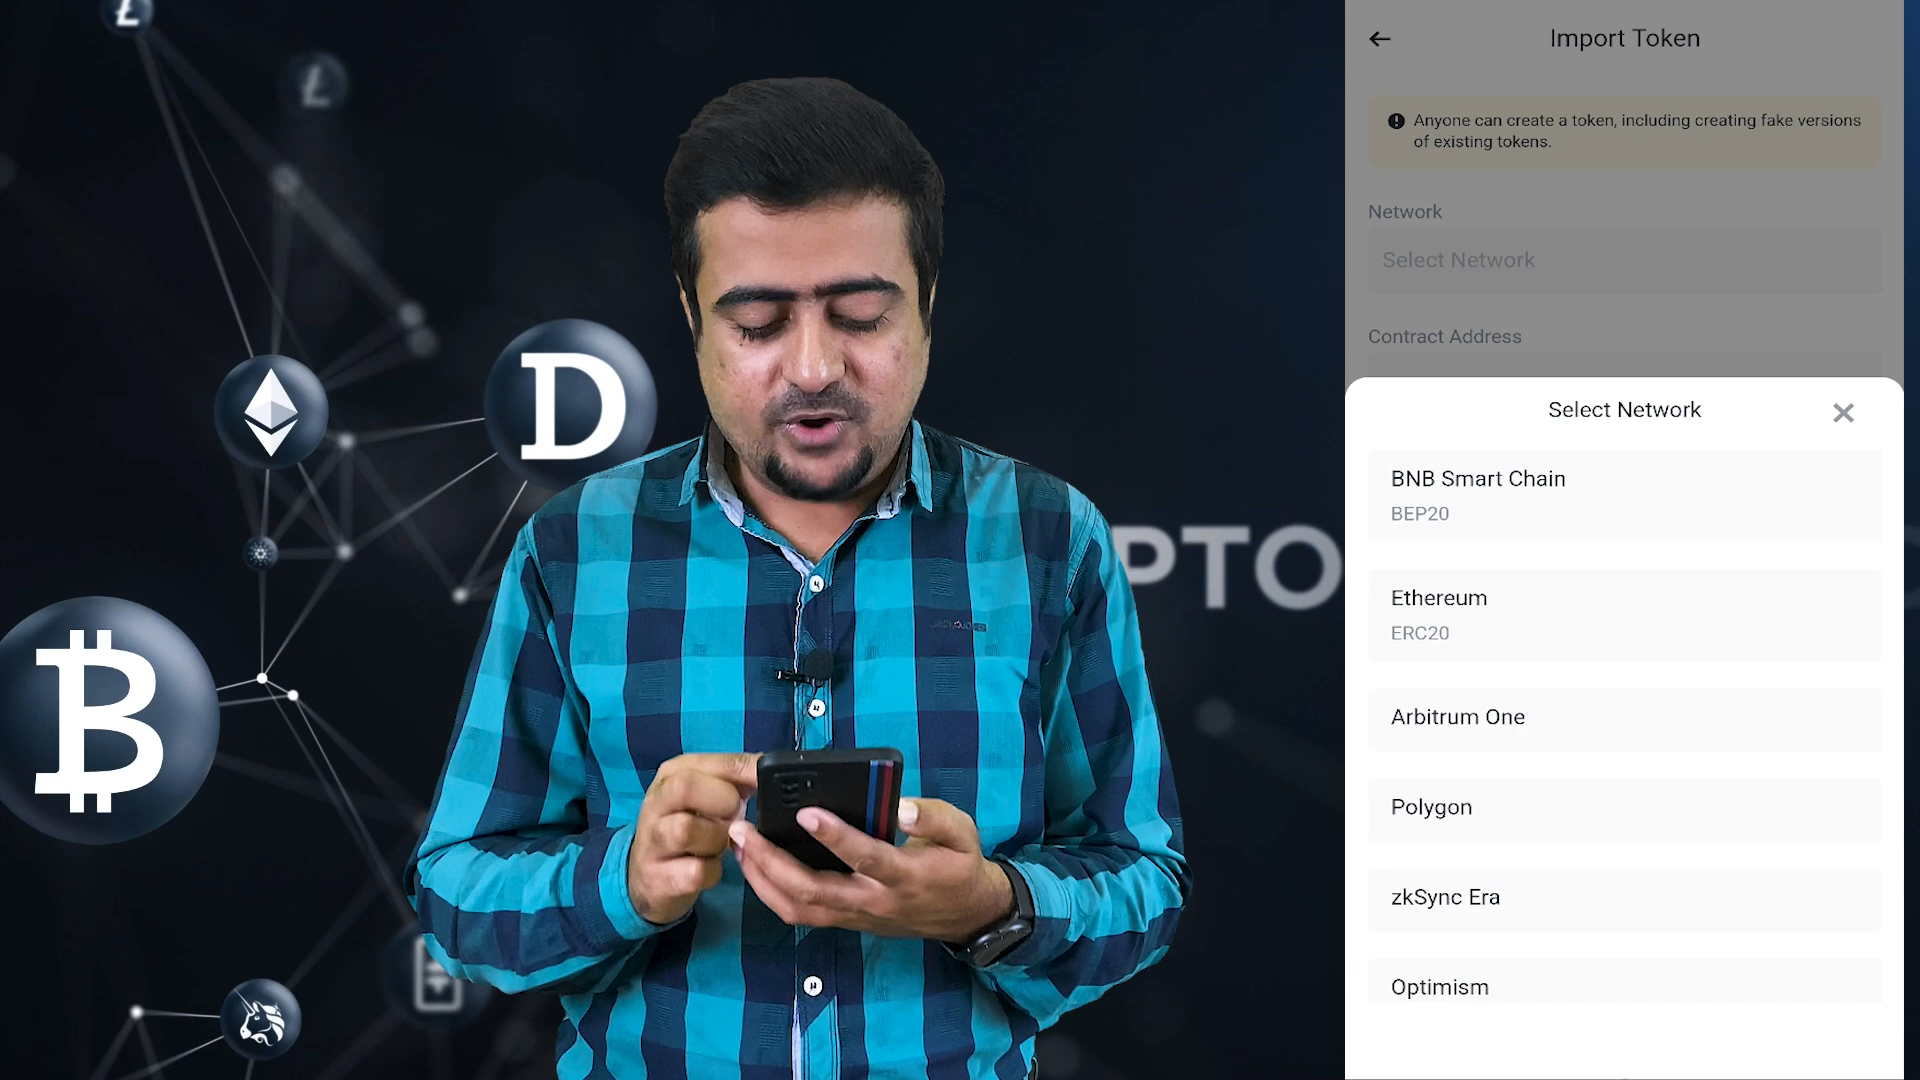 PTO
Import Token
Anyone can create a token, including creating fake versions
of existing tokens.
Network
Select Network
Contract Address
Select Network
BNB Smart Chain
BEP20
Ethereum
ERC20
Arbitrum One
Polygon
zkSync Era
Optimism